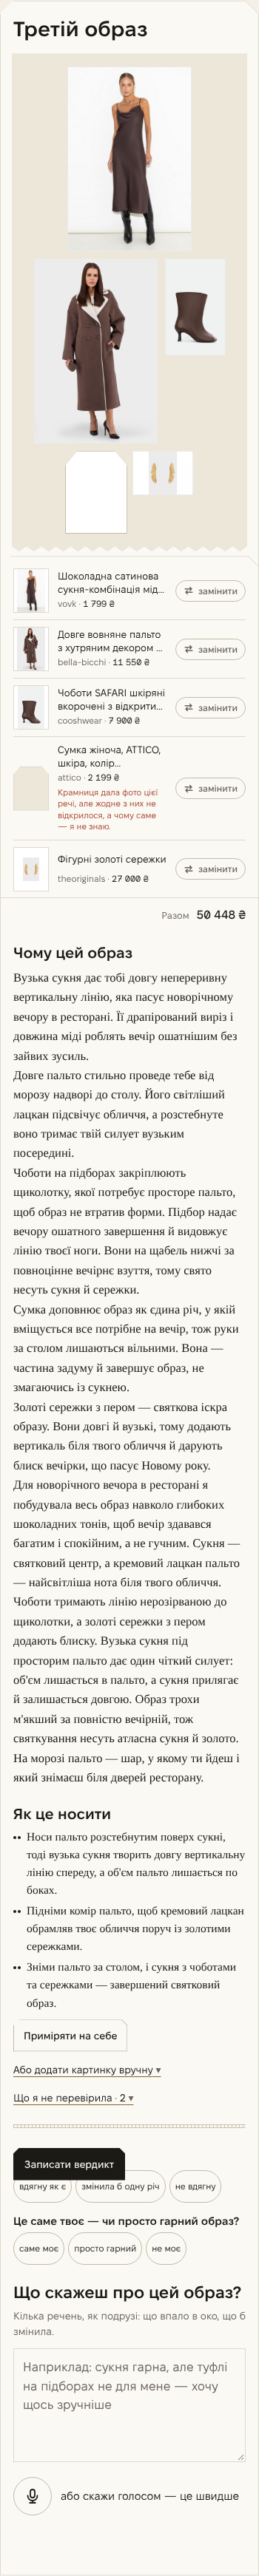 Третій образ
Шоколадна сатинова
сукня-комбінація мід...
vovk · 1 799 ₴
замінити
Довге вовняне пальто
з хутряним декором ...
bella-bicchi · 11 550 ₴
замінити
Чоботи SAFARI шкіряні
вкорочені з відкрити...
cooshwear · 7 900 ₴
замінити
Сумка жіноча, ATTICO,
шкіра, колір...
attico · 2 199 ₴
Крамниця дала фото цієї
речі, але жодне з них не
відкрилося, а чому саме
— я не знаю.
замінити
Фігурні золоті сережки
theoriginals · 27 000 ₴
замінити
Разом 50 448 ₴
Чому цей образ
Вузька сукня дає тобі довгу неперервну
вертикальну лінію, яка пасує новорічному
вечору в ресторані. Її драпірований виріз і
довжина міді роблять вечір ошатнішим без
зайвих зусиль.
Довге пальто стильно проведе тебе від
морозу надворі до столу. Його світліший
лацкан підсвічує обличчя, а розстебнуте
воно тримає твій силует вузьким
посередині.
Чоботи на підборах закріплюють
щиколотку, якої потребує просторе пальто,
щоб образ не втратив форми. Підбор надає
вечору ошатного завершення й видовжує
лінію твоєї ноги. Вони на щабель нижчі за
повноцінне вечірнє взуття, тому свято
несуть сукня й сережки.
Сумка доповнює образ як єдина річ, у якій
вміщується все потрібне на вечір, тож руки
за столом лишаються вільними. Вона —
частина задуму й завершує образ, не
змагаючись із сукнею.
Золоті сережки з пером — святкова іскра
образу. Вони довгі й вузькі, тому додають
вертикаль біля твого обличчя й дарують
блиск вечірки, що пасує Новому року.
Для новорічного вечора в ресторані я
побудувала весь образ навколо глибоких
шоколадних тонів, щоб вечір здавався
багатим і спокійним, а не гучним. Сукня —
святковий центр, а кремовий лацкан пальто
— найсвітліша нота біля твого обличчя.
Чоботи тримають лінію нерозірваною до
щиколотки, а золоті сережки з пером
додають блиску. Вузька сукня під
просторим пальто дає один чіткий силует:
об'єм лишається в пальто, а сукня прилягає
й залишається довгою. Образ трохи
м'якший за повністю вечірній, тож
святкування несуть атласна сукня й золото.
На морозі пальто — шар, у якому ти йдеш і
який знімаєш біля дверей ресторану.
Як це носити
Носи пальто розстебнутим поверх сукні,
тоді вузька сукня творить довгу вертикальну
лінію спереду, а об'єм пальто лишається по
боках.
Підніми комір пальто, щоб кремовий лацкан
обрамляв твоє обличчя поруч із золотими
сережками.
Зніми пальто за столом, і сукня з чоботами
та сережками — завершений святковий
образ.
Приміряти на себе
Або додати картинку вручну ▾
Що я не перевірила · 2 ▾
Записати вердикт
вдягну як є
змінила б одну річ
не вдягну
Це саме твоє — чи просто гарний образ?
саме моє
просто гарний
не моє
Що скажеш про цей образ?
Кілька речень, як подрузі: що впало в око, що б
змінила.
Наприклад: сукня гарна, але туфлі
на підборах не для мене — хочу
щось зручніше
або скажи голосом — це швидше